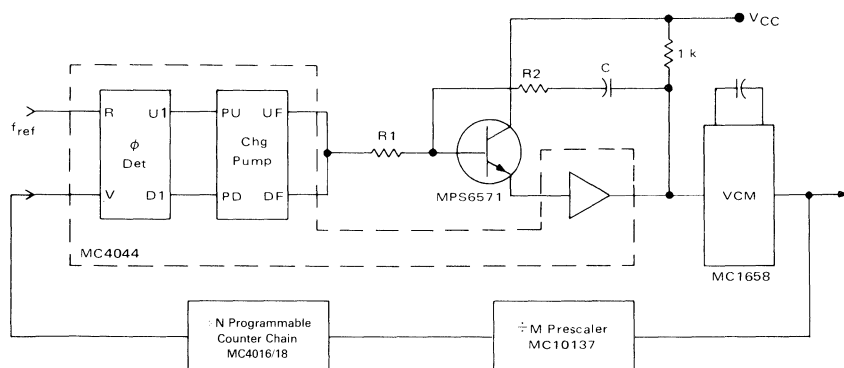 VCC
1 k
R2
C
R
U1
PU
UF
fref
ϕ
Det
Chg
Pump
R1
V
D1
PD
DF
MPS6571
VCM
MC4044
MC1658
÷N Programmable
Counter Chain
MC4016/18
÷M Prescaler
MC10137